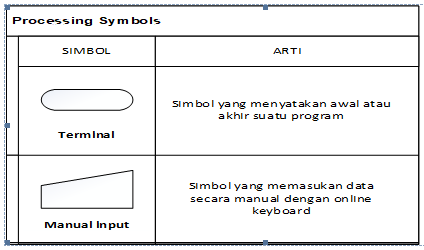 Processing Symbols
SIMBOL
ARTI
Terminal
Simbol yang menyatakan awal atau
akhir suatu program
Manual Input
Simbol yang memasukan data
secara manual dengan online
keyboard